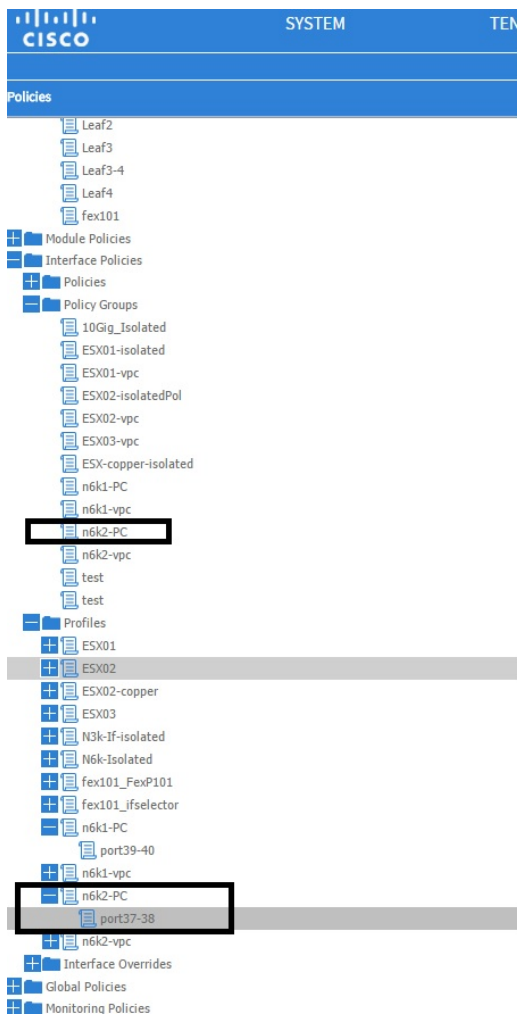 CISCO
SYSTEM
TEN
Policies
Leaf2
Leaf3
Leaf3-4
Leaf4
fex101
Module Policies
Interface Policies
Policies
Policy Groups
10Gig_Isolated
ESX01-isolated
ESX01-vpc
ESX02-isolatedPol
ESX02-vpc
ESX03-vpc
ESX-copper-isolated
n6k1-PC
n6k1-vpc
n6k2-PC
n6k2-vpc
test
test
Profiles
ESX01
ESX02
ESX02-copper
ESX03
N3k-If-isolated
N6k-Isolated
fex101_FexP101
fex101_ifselector
n6k1-PC
port39-40
n6k1-vpc
n6k2-PC
port37-38
n6k2-vpc
Interface Overrides
Global Policies
Monitoring Policies